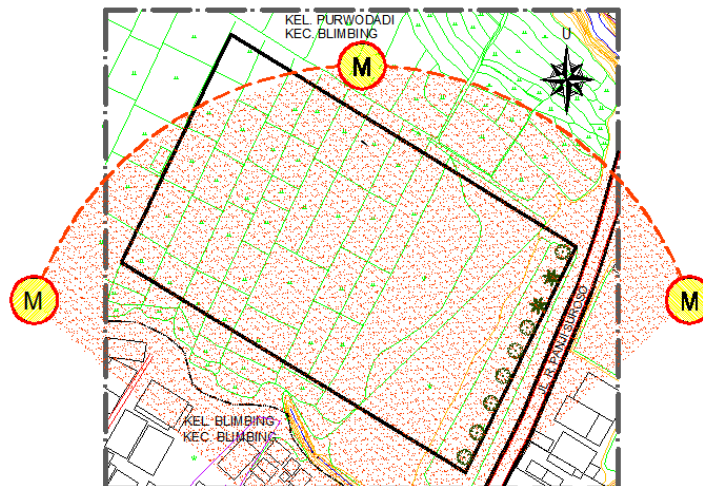 KEL. PURWODADI
KEC. BLIMBING
M
U
M
M
JL. R. PANJI SUROSO
KEL. BLIMBING
KEC. BLIMBING